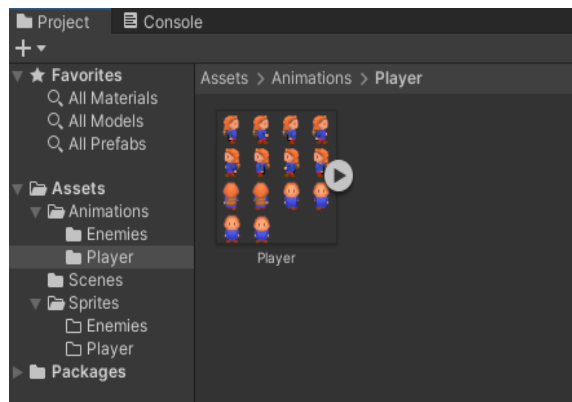 Project
Console
+
Favorites
All Materials
All Models
All Prefabs
Assets
Animations
Enemies
Player
Scenes
Sprites
Enemies
Player
Packages
Assets > Animations > Player
Player